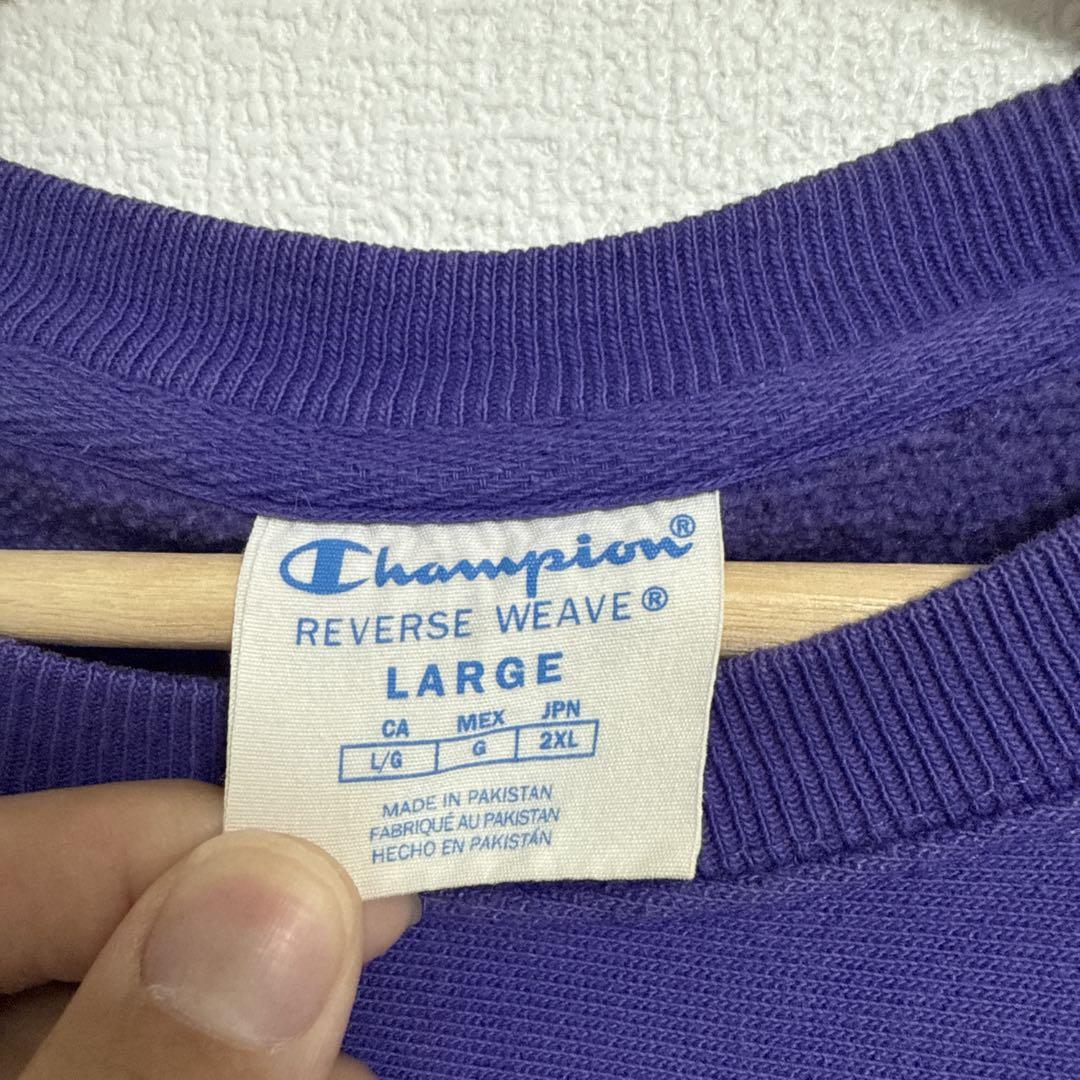 Champion®
REVERSE WEAVE®
LARGE
CA MEX JPN
L/G G 2XL
MADE IN PAKISTAN
FABRIQUÉ AU PAKISTAN
HECHO EN PAKISTÁN